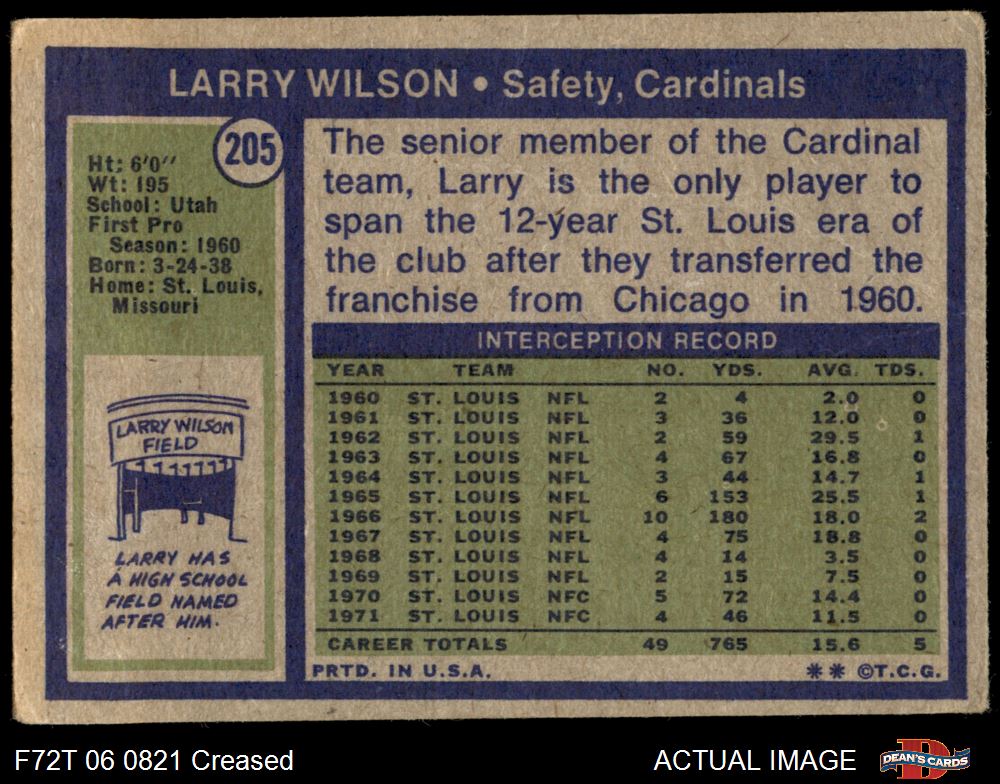 LARRY WILSON • Safety, Cardinals
205
Ht: 6'0''
Wt: 195
School: Utah
First Pro
Season: 1960
Born: 3-24-38
Home: St. Louis,
Missouri
LARRY WILSON
FIELD
LARRY HAS
A HIGH SCHOOL
FIELD NAMED
AFTER HIM.
The senior member of the Cardinal
team, Larry is the only player to
span the 12-year St. Louis era of
the club after they transferred the
franchise from Chicago in 1960.
INTERCEPTION RECORD
YEAR TEAM NO. YDS. AVG. TDS.
1960 ST. LOUIS NFL 2 4 2.0 0
1961 ST. LOUIS NFL 3 36 12.0 0
1962 ST. LOUIS NFL 2 59 29.5 1
1963 ST. LOUIS NFL 4 67 16.8 0
1964 ST. LOUIS NFL 3 44 14.7 1
1965 ST. LOUIS NFL 6 153 25.5 1
1966 ST. LOUIS NFL 10 180 18.0 2
1967 ST. LOUIS NFL 4 75 18.8 0
1968 ST. LOUIS NFL 4 14 3.5 0
1969 ST. LOUIS NFL 2 15 7.5 0
1970 ST. LOUIS NFC 5 72 14.4 0
1971 ST. LOUIS NFC 4 46 11.5 0
CAREER TOTALS 49 765 15.6 5
PRTD. IN U.S.A. ** ©T.C.G.
F72T 06 0821 Creased
ACTUAL IMAGE
D
DEAN'S CARDS